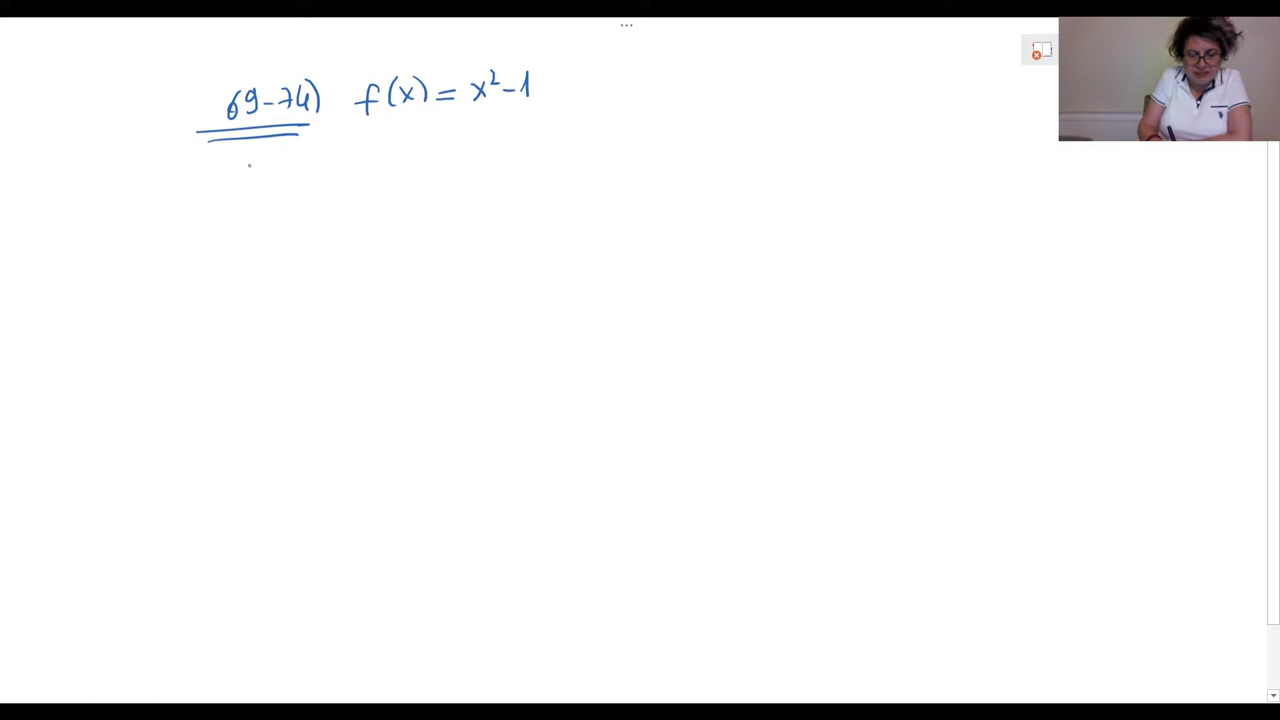 69-74) f(x) = x²-1